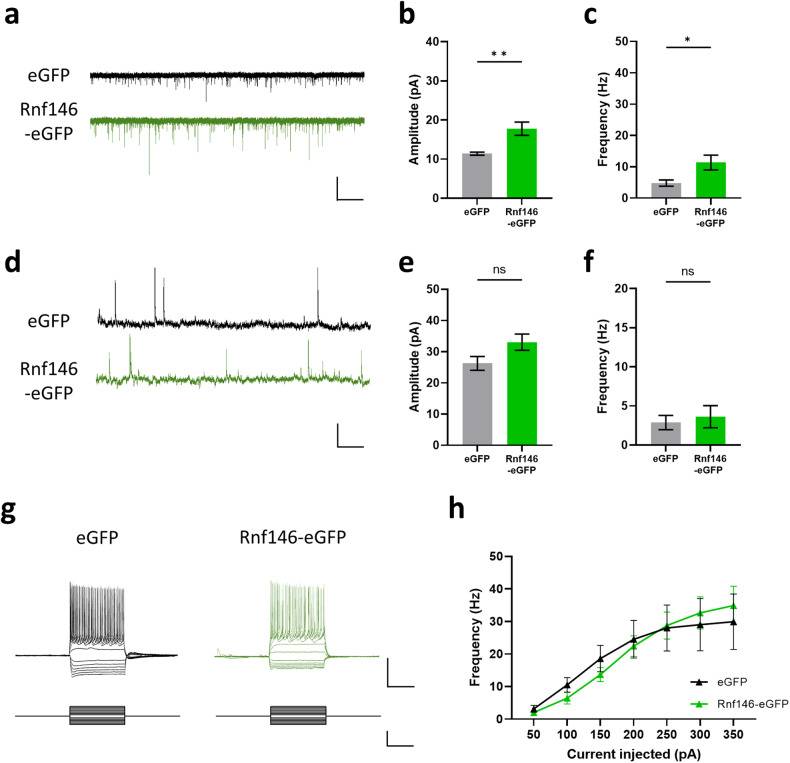 a
eGFP
Rnf146
-eGFP
b
Amplitude (pA)
40
30
20
10
0
**
eGFP
Rnf146
-eGFP
c
Frequency (Hz)
50
40
30
20
10
0
*
eGFP
Rnf146
-eGFP
d
eGFP
Rnf146
-eGFP
e
Amplitude (pA)
50
40
30
20
10
0
ns
eGFP
Rnf146
-eGFP
f
Frequency (Hz)
20
15
10
5
0
ns
eGFP
Rnf146
-eGFP
g
eGFP
Rnf146-eGFP
h
Frequency (Hz)
50
40
30
20
10
0
eGFP
Rnf146-eGFP
50 100 150 200 250 300 350
Current injected (pA)